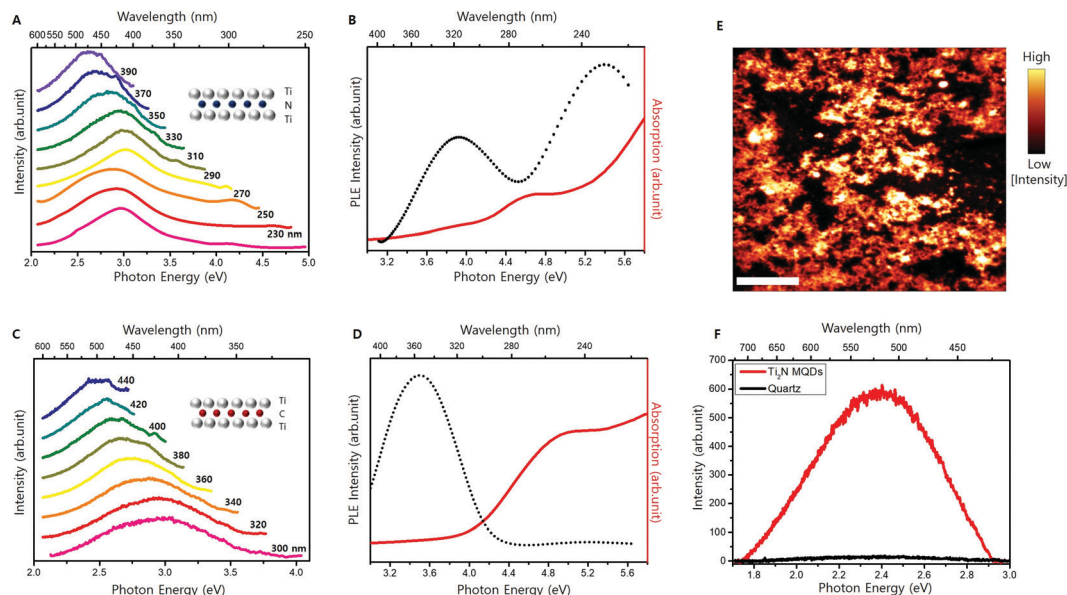 A
Wavelength (nm)
600 550 500 450 400 350 300 250
Intensity (arb.unit)
390
370
350
330
310
290
270
250
230 nm
Ti
N
Ti
2.0 2.5 3.0 3.5 4.0 4.5 5.0
Photon Energy (eV)
B
Wavelength (nm)
400 360 320 280 240
PLE Intensity (arb.unit)
Absorption (arb.unit)
3.2 3.6 4.0 4.4 4.8 5.2 5.6
Photon Energy (eV)
E
High
Low
[Intensity]
C
Wavelength (nm)
600 550 500 450 400 350
Intensity (arb.unit)
440
420
400
380
360
340
320
300 nm
Ti
C
Ti
2.0 2.5 3.0 3.5 4.0
Photon Energy (eV)
D
Wavelength (nm)
400 360 320 280 240
PLE Intensity (arb.unit)
Absorption (arb.unit)
3.2 3.6 4.0 4.4 4.8 5.2 5.6
Photon Energy (eV)
F
Wavelength (nm)
700 650 600 550 500 450
Intensity (arb.unit)
700
600
500
400
300
200
100
0
Ti₂N MQDs
Quartz
1.8 2.0 2.2 2.4 2.6 2.8 3.0
Photon Energy (eV)